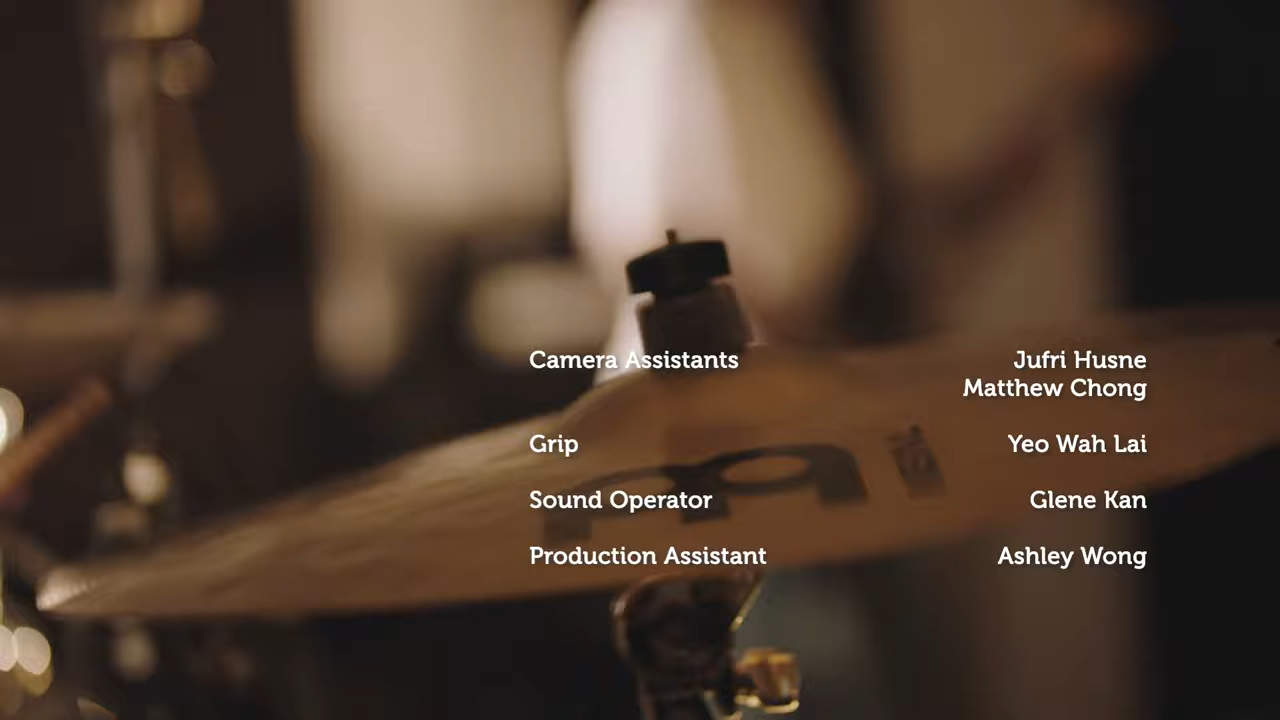 Camera Assistants Jufri Husne
Matthew Chong
Grip Yeo Wah Lai
Sound Operator Glene Kan
Production Assistant Ashley Wong